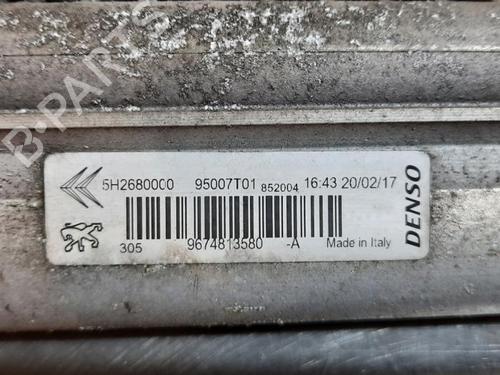 B-PARTS
5H2680000 95007T01 852004 16:43 20/02/17
305 9674813580 -A Made in Italy
DENSO